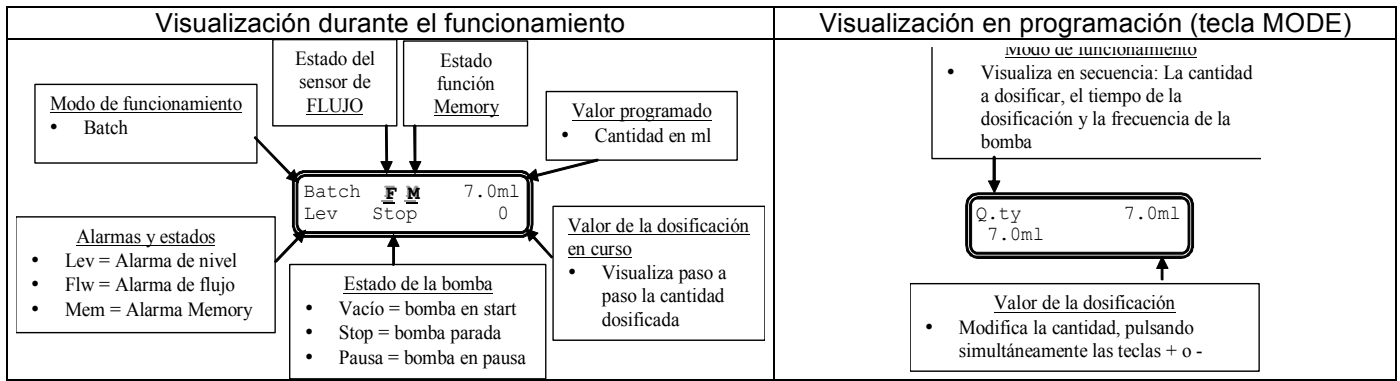 Visualización durante el funcionamiento
Visualización en programación (tecla MODE)
Estado del
sensor de
FLUJO
Estado
función
Memory
Modo de funcionamiento
• Batch
Valor programado
• Cantidad en ml
Batch F M 7.0ml
Lev Stop 0
Alarmas y estados
• Lev = Alarma de nivel
• Flw = Alarma de flujo
• Mem = Alarma Memory
Estado de la bomba
• Vacío = bomba en start
• Stop = bomba parada
• Pausa = bomba en pausa
Valor de la dosificación
en curso
• Visualiza paso a
paso la cantidad
dosificada
Modo de funcionamiento
• Visualiza en secuencia: La cantidad
a dosificar, el tiempo de la
dosificación y la frecuencia de la
bomba
Q.ty 7.0ml
7.0ml
Valor de la dosificación
• Modifica la cantidad, pulsando
simultáneamente las teclas + o -